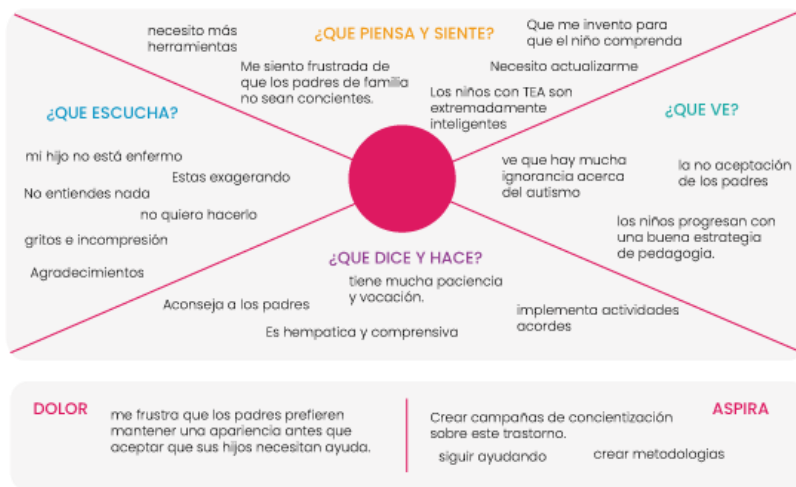 necesito más
herramientas
¿QUE PIENSA Y SIENTE?
Que me invento para
que el niño comprenda
Me siento frustrada de
que los padres de familia
no sean concientes.
Necesito actualizarme
Los niños con TEA son
extremadamente
inteligentes
¿QUE ESCUCHA?
mi hijo no está enfermo
Estas exagerando
No entiendes nada
no quiero hacerlo
gritos e incompresión
Agradecimientos
¿QUE VE?
ve que hay mucha
ignorancia acerca
del autismo
la no aceptación
de los padres
los niños progresan con
una buena estrategia
de pedagogia.
¿QUE DICE Y HACE?
tiene mucha paciencia
y vocación.
Aconseja a los padres
Es hempatica y comprensiva
implementa actividades
acordes
DOLOR
me frustra que los padres prefieren
mantener una apariencia antes que
aceptar que sus hijos necesitan ayuda.
ASPIRA
Crear campañas de concientización
sobre este trastorno.
siguir ayudando
crear metodologias